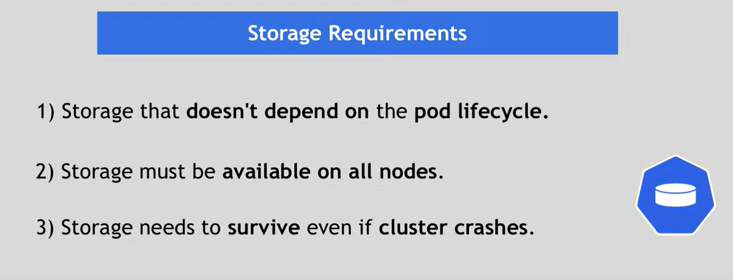 Storage Requirements
1) Storage that doesn't depend on the pod lifecycle.
2) Storage must be available on all nodes.
3) Storage needs to survive even if cluster crashes.